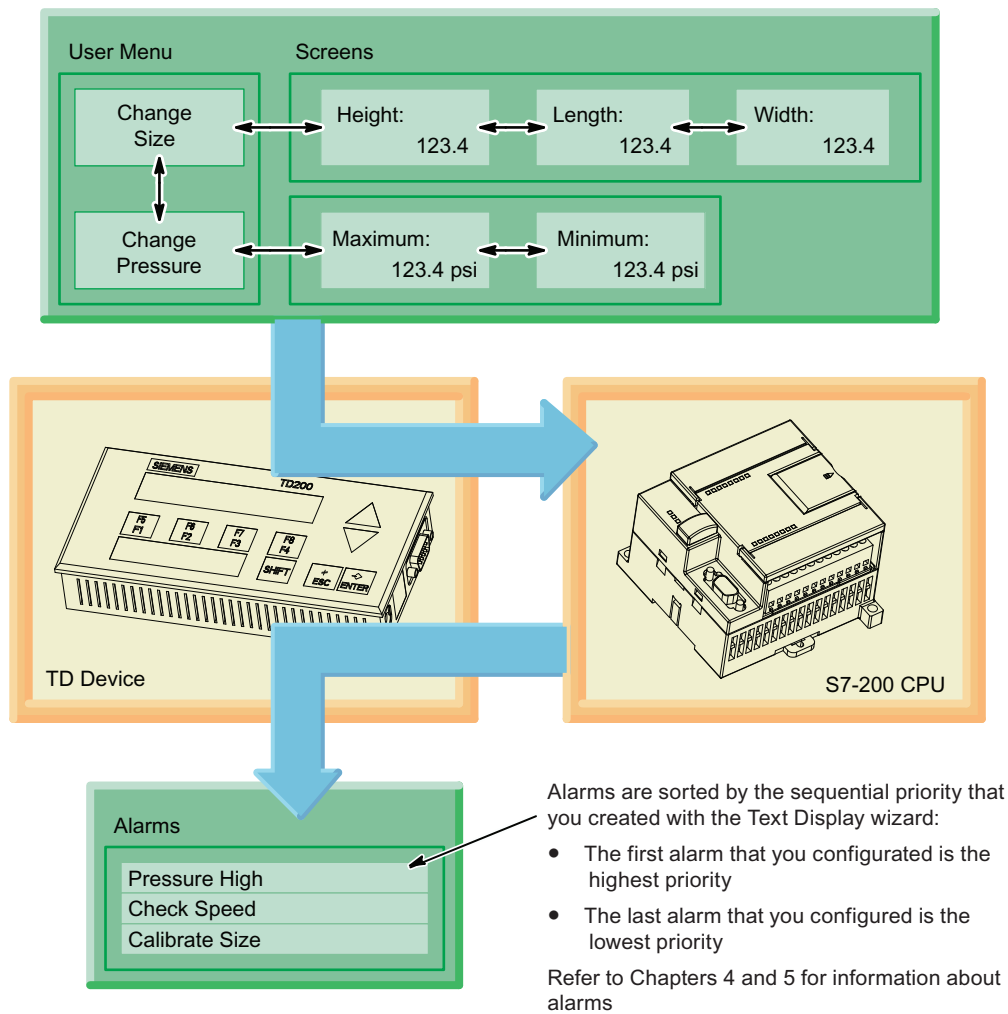 User Menu
Screens
Change
Size
Height:
123.4
Length:
123.4
Width:
123.4
Change
Pressure
Maximum:
123.4 psi
Minimum:
123.4 psi
SIEMENS
TD200
F5
F1
F6
F2
F7
F3
F8
F4
SHIFT
ESC
ENTER
TD Device
S7-200 CPU
Alarms
Pressure High
Check Speed
Calibrate Size
Alarms are sorted by the sequential priority that
you created with the Text Display wizard:
● The first alarm that you configurated is the
highest priority
● The last alarm that you configured is the
lowest priority
Refer to Chapters 4 and 5 for information about
alarms